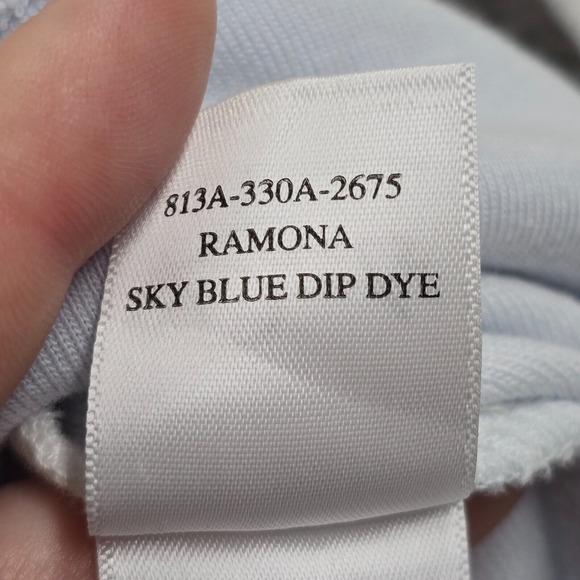 813A-330A-2675
RAMONA
SKY BLUE DIP DYE